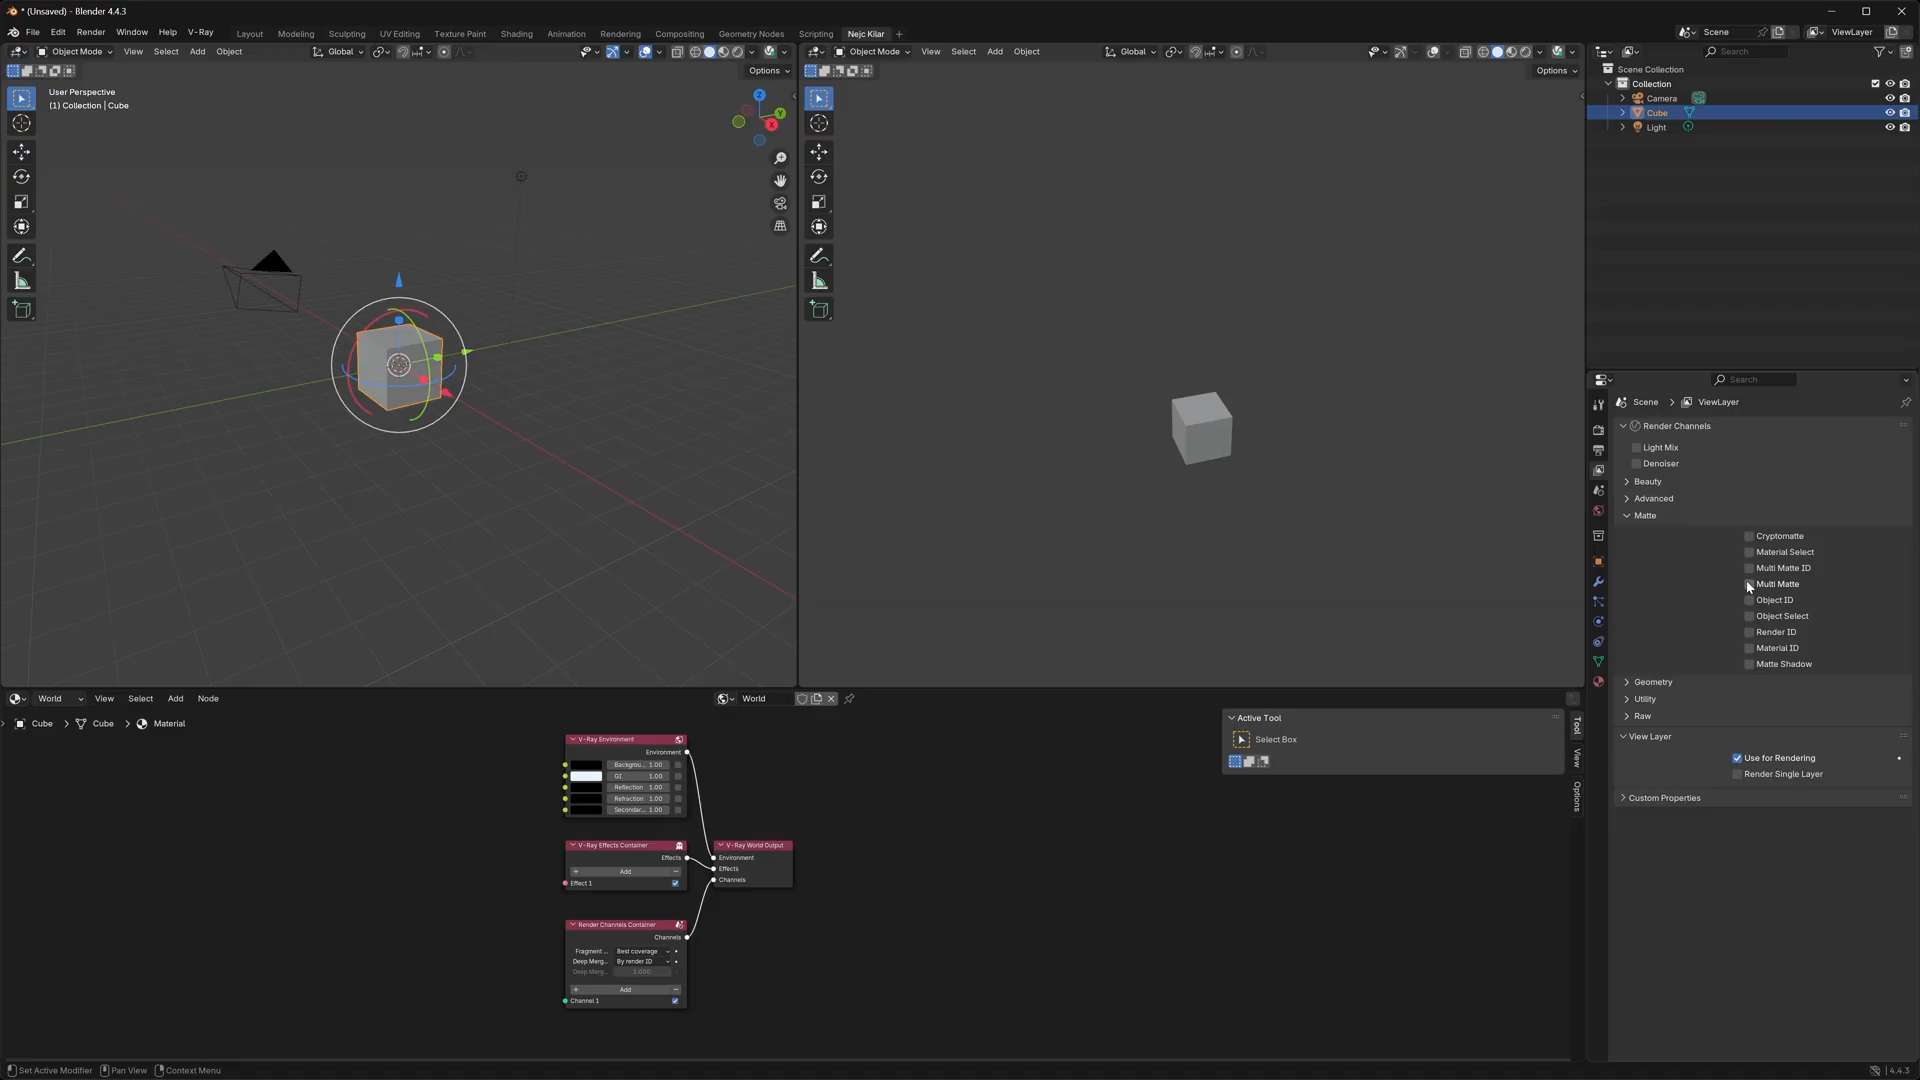 * (Unsaved) - Blender 4.4.3
File Edit Render Window Help V-Ray
Layout Modeling Sculpting UV Editing Texture Paint Shading Animation Rendering Compositing Geometry Nodes Scripting Nejc Kilar +
Scene ViewLayer
Object Mode View Select Add Object Global
Options
User Perspective
(1) Collection | Cube
Z
Y
X
Object Mode View Select Add Object Global
Options
Search
Scene Collection
Collection
Camera
Cube
Light
Search
Scene > ViewLayer
Render Channels
Light Mix
Denoiser
Beauty
Advanced
Matte
Cryptomatte
Material Select
Multi Matte ID
Multi Matte
Object ID
Object Select
Render ID
Material ID
Matte Shadow
Geometry
Utility
Raw
View Layer
Use for Rendering
Render Single Layer
Custom Properties
World View Select Add Node World
Cube > Cube > Material
V-Ray Environment
Environment
Backgrou... 1.00
GI 1.00
Reflection 1.00
Refraction 1.00
Secondar... 1.00
V-Ray Effects Container
Effects
+ Add −
Effect 1
V-Ray World Output
Environment
Effects
Channels
Render Channels Container
Channels
Fragment ... Best coverage
Deep Merg... By render ID
Deep Merg... 1.000
+ Add −
Channel 1
Active Tool
Select Box
Tool
View
Options
Set Active Modifier Pan View Context Menu
4.4.3